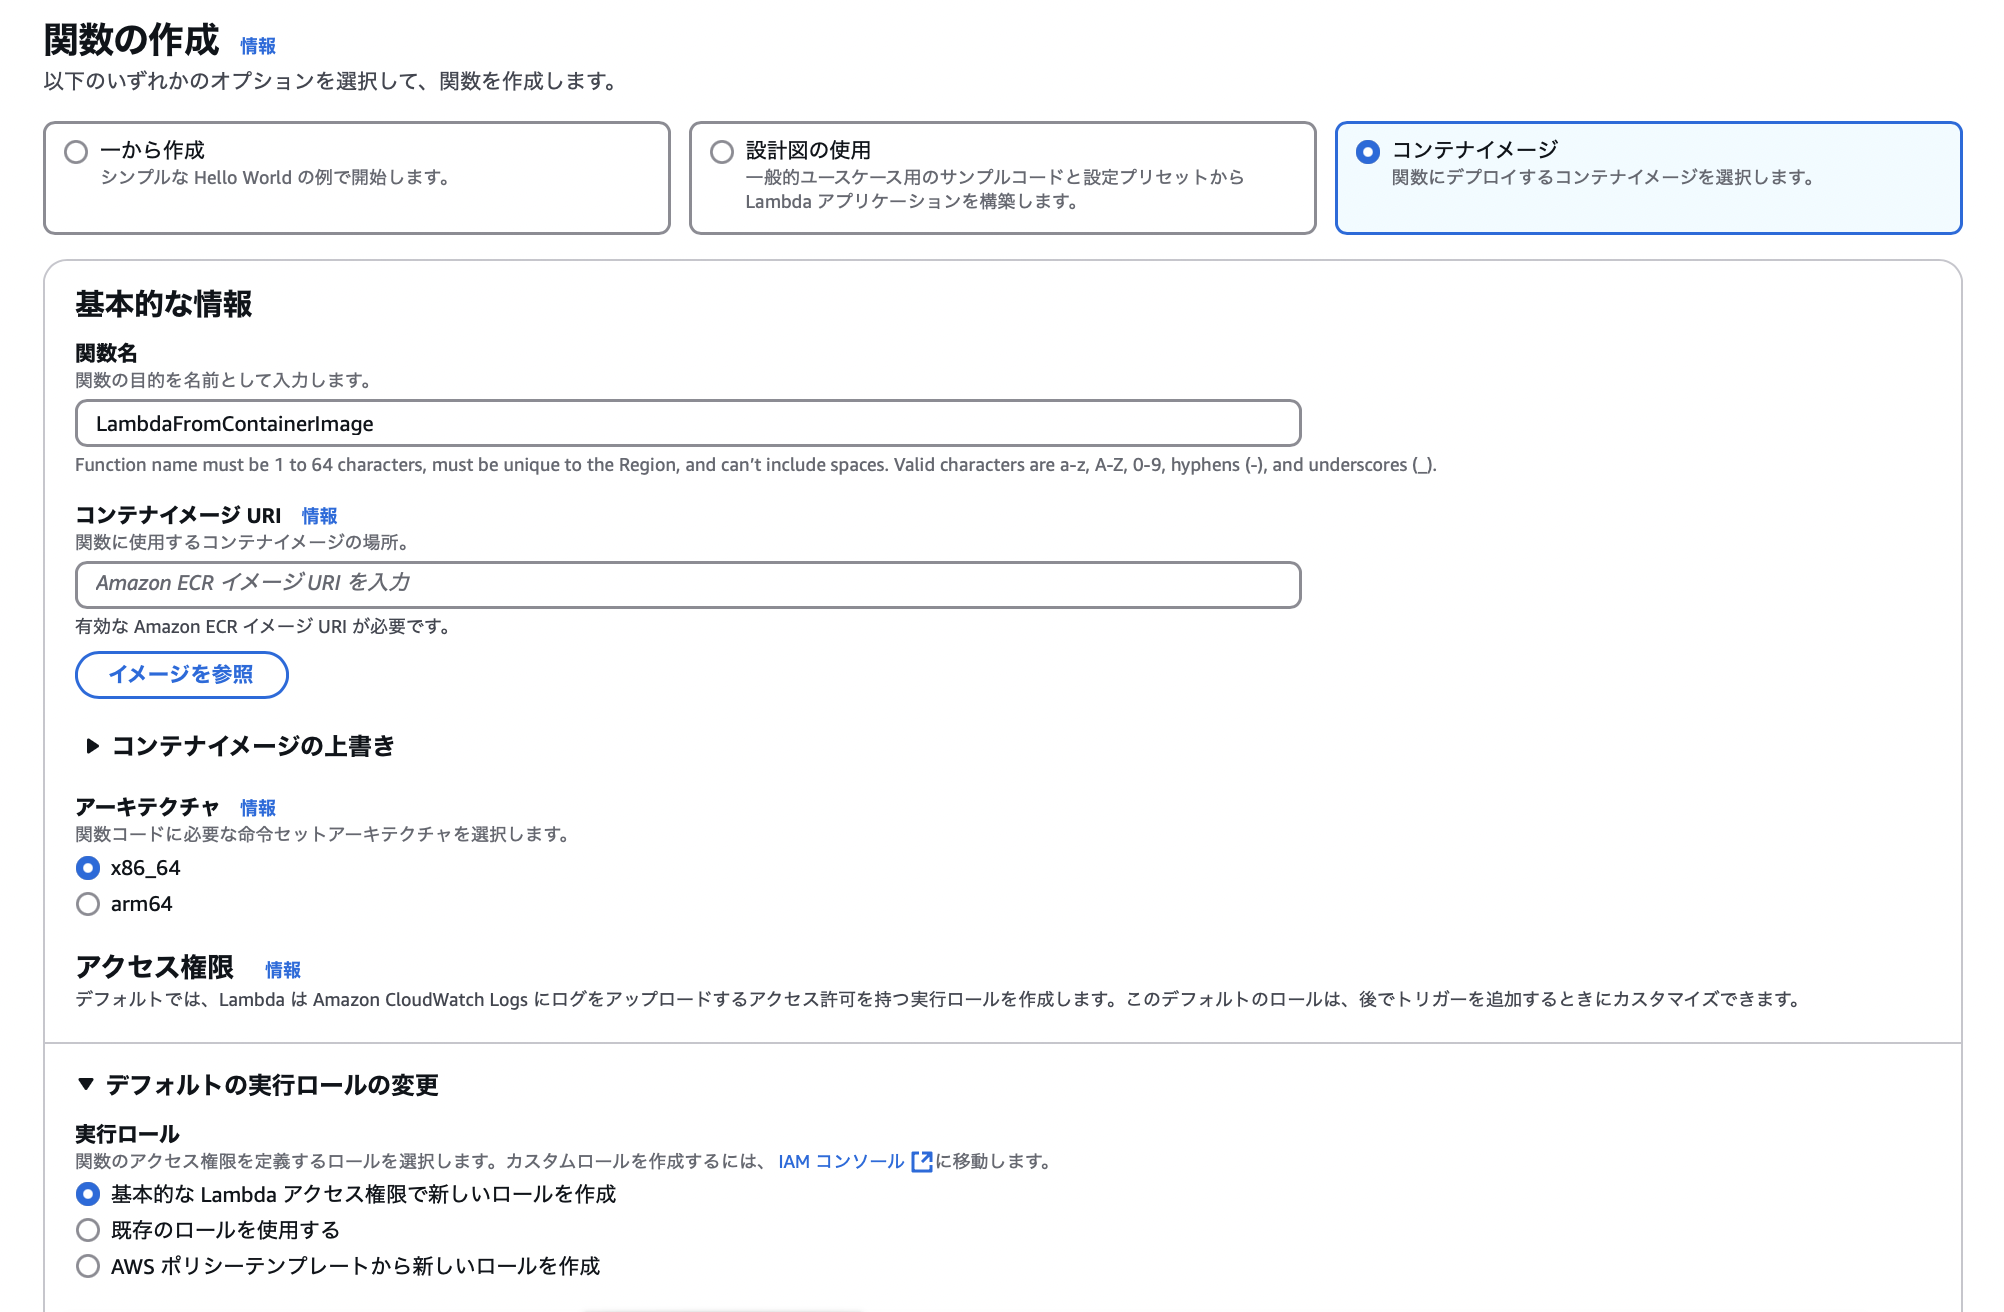 関数の作成 情報
以下のいずれかのオプションを選択して、関数を作成します。
一から作成
シンプルな Hello World の例で開始します。
設計図の使用
一般的ユースケース用のサンプルコードと設定プリセットから
Lambda アプリケーションを構築します。
コンテナイメージ
関数にデプロイするコンテナイメージを選択します。
基本的な情報
関数名
関数の目的を名前として入力します。
LambdaFromContainerImage
Function name must be 1 to 64 characters, must be unique to the Region, and can’t include spaces. Valid characters are a-z, A-Z, 0-9, hyphens (-), and underscores (_).
コンテナイメージ URI 情報
関数に使用するコンテナイメージの場所。
Amazon ECR イメージ URI を入力
有効な Amazon ECR イメージ URI が必要です。
イメージを参照
コンテナイメージの上書き
アーキテクチャ 情報
関数コードに必要な命令セットアーキテクチャを選択します。
x86_64
arm64
アクセス権限 情報
デフォルトでは、Lambda は Amazon CloudWatch Logs にログをアップロードするアクセス許可を持つ実行ロールを作成します。このデフォルトのロールは、後でトリガーを追加するときにカスタマイズできます。
デフォルトの実行ロールの変更
実行ロール
関数のアクセス権限を定義するロールを選択します。カスタムロールを作成するには、 IAM コンソール に移動します。
基本的な Lambda アクセス権限で新しいロールを作成
既存のロールを使用する
AWS ポリシーテンプレートから新しいロールを作成